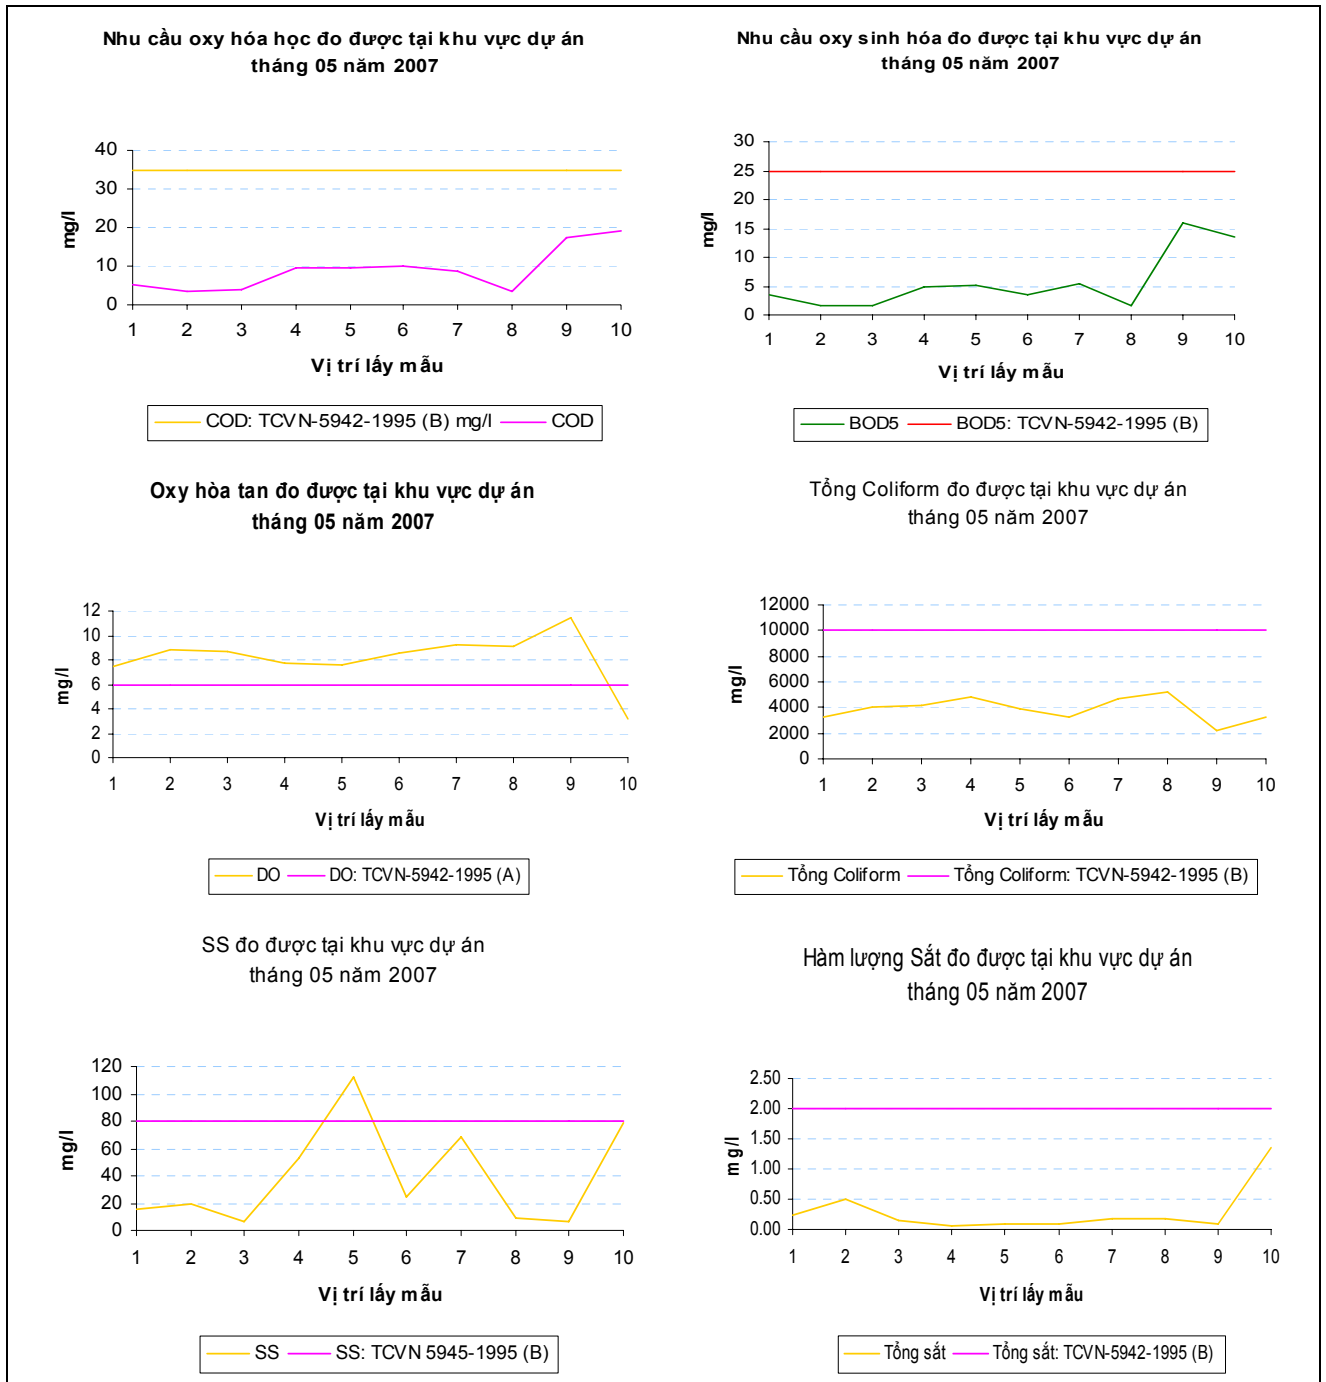 Nhu cầu oxy hóa học đo được tại khu vực dự án
tháng 05 năm 2007
40
30
20
10
0
mg/l
1 2 3 4 5 6 7 8 9 10
Vị trí lấy mẫu
COD: TCVN-5942-1995 (B) mg/l COD
Nhu cầu oxy sinh hóa đo được tại khu vực dự án
tháng 05 năm 2007
30
25
20
15
10
5
0
mg/l
1 2 3 4 5 6 7 8 9 10
Vị trí lấy mẫu
BOD5 BOD5: TCVN-5942-1995 (B)
Oxy hòa tan đo được tại khu vực dự án
tháng 05 năm 2007
12
10
8
6
4
2
0
mg/l
1 2 3 4 5 6 7 8 9 10
Vị trí lấy mẫu
DO DO: TCVN-5942-1995 (A)
Tổng Coliform đo được tại khu vực dự án
tháng 05 năm 2007
12000
10000
8000
6000
4000
2000
0
mg/l
1 2 3 4 5 6 7 8 9 10
Vị trí lấy mẫu
Tổng Coliform Tổng Coliform: TCVN-5942-1995 (B)
SS đo được tại khu vực dự án
tháng 05 năm 2007
120
100
80
60
40
20
0
mg/l
1 2 3 4 5 6 7 8 9 10
Vị trí lấy mẫu
SS SS: TCVN 5945-1995 (B)
Hàm lượng Sắt đo được tại khu vực dự án
tháng 05 năm 2007
2.50
2.00
1.50
1.00
0.50
0.00
mg/l
1 2 3 4 5 6 7 8 9 10
Vị trí lấy mẫu
Tổng sắt Tổng sắt: TCVN-5942-1995 (B)